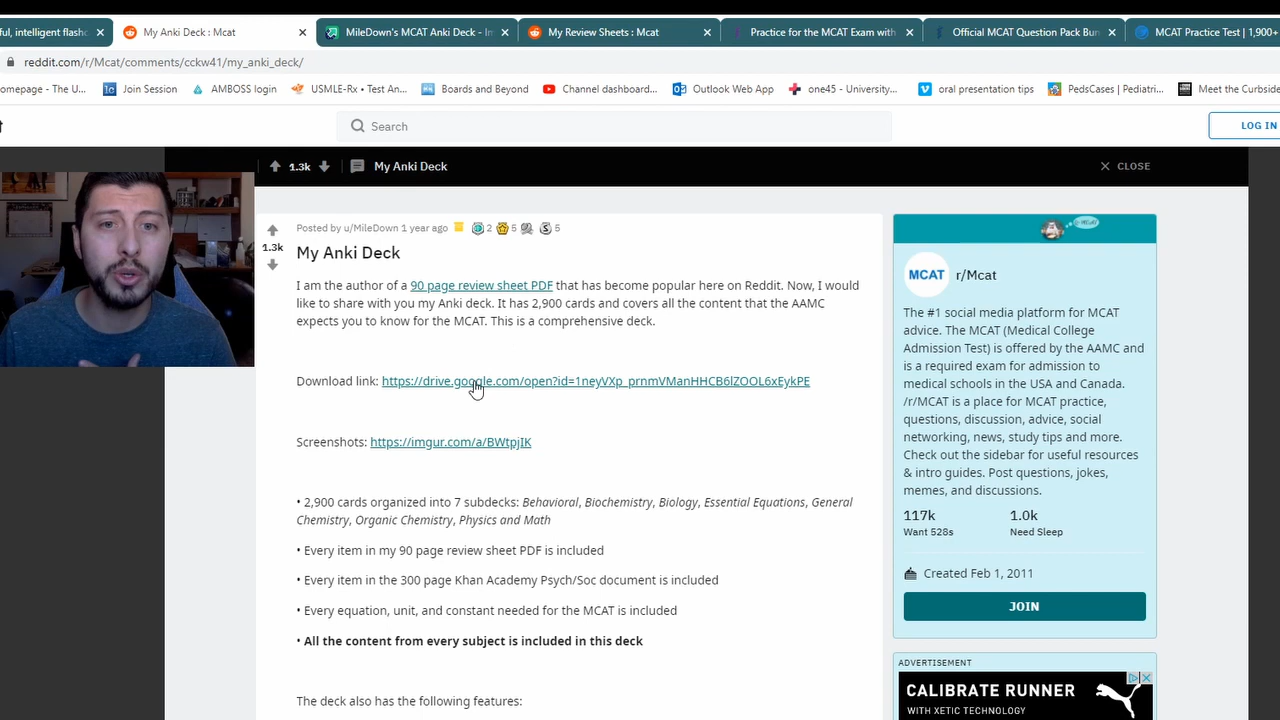 ful, intelligent flashc
My Anki Deck : Mcat
MileDown's MCAT Anki Deck - Im
My Review Sheets : Mcat
Practice for the MCAT Exam with
Official MCAT Question Pack Bun
MCAT Practice Test | 1,900+
reddit.com/r/Mcat/comments/cckw41/my_anki_deck/
Homepage - The U...
Join Session
AMBOSS login
USMLE-Rx • Test An...
Boards and Beyond
Channel dashboard...
Outlook Web App
one45 - University...
oral presentation tips
PedsCases | Pediatri...
Meet the Curbside
t
Search
LOG IN
1.3k
My Anki Deck
CLOSE
Posted by u/MileDown 1 year ago
2
5
5
1.3k
My Anki Deck
I am the author of a 90 page review sheet PDF that has become popular here on Reddit. Now, I would
like to share with you my Anki deck. It has 2,900 cards and covers all the content that the AAMC
expects you to know for the MCAT. This is a comprehensive deck.
Download link: https://drive.google.com/open?id=1neyVXp_prnmVManHHCB6lZOOL6xEykPE
Screenshots: https://imgur.com/a/BWtpjIK
• 2,900 cards organized into 7 subdecks: Behavioral, Biochemistry, Biology, Essential Equations, General
Chemistry, Organic Chemistry, Physics and Math
• Every item in my 90 page review sheet PDF is included
• Every item in the 300 page Khan Academy Psych/Soc document is included
• Every equation, unit, and constant needed for the MCAT is included
• All the content from every subject is included in this deck
The deck also has the following features:
MCAT
r/Mcat
The #1 social media platform for MCAT
advice. The MCAT (Medical College
Admission Test) is offered by the AAMC and
is a required exam for admission to
medical schools in the USA and Canada.
/r/MCAT is a place for MCAT practice,
questions, discussion, advice, social
networking, news, study tips and more.
Check out the sidebar for useful resources
& intro guides. Post questions, jokes,
memes, and discussions.
117k
1.0k
Want 528s
Need Sleep
Created Feb 1, 2011
JOIN
ADVERTISEMENT
CALIBRATE RUNNER
WITH XETIC TECHNOLOGY